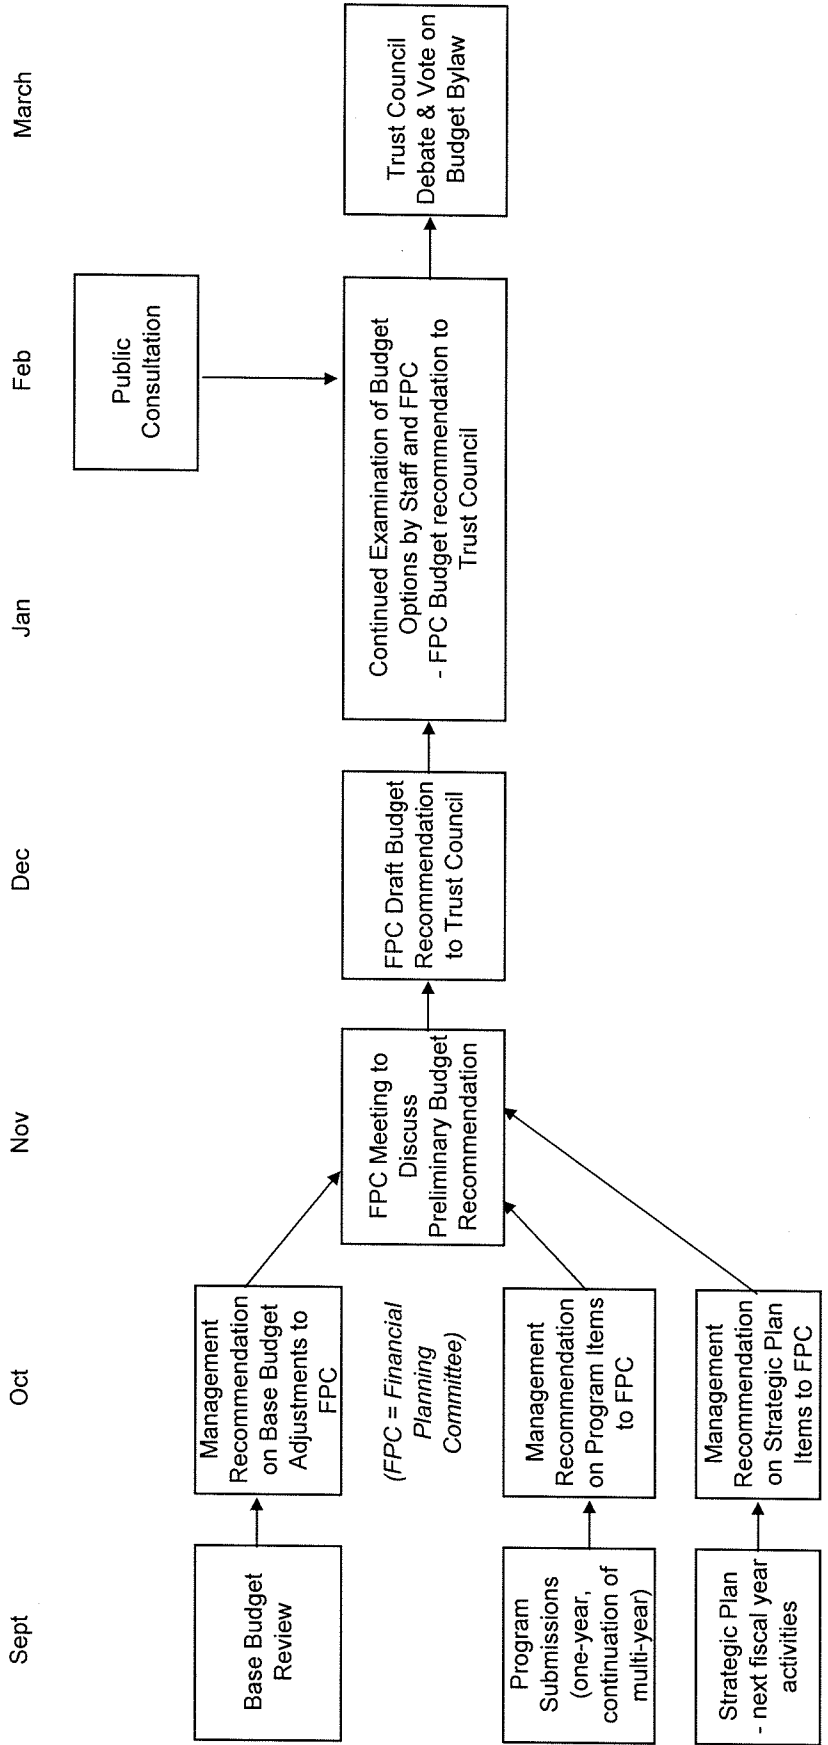 Sept
Oct
Nov
Dec
Jan
Feb
March
Base Budget
Review
Management
Recommendation
on Base Budget
Adjustments to
FPC
(FPC = Financial
Planning
Committee)
Program
Submissions
(one-year,
continuation of
multi-year)
Management
Recommendation
on Program Items
to FPC
Strategic Plan
- next fiscal year
activities
Management
Recommendation
on Strategic Plan
Items to FPC
FPC Meeting to
Discuss
Preliminary Budget
Recommendation
FPC Draft Budget
Recommendation
to Trust Council
Continued Examination of Budget
Options by Staff and FPC
- FPC Budget recommendation to
Trust Council
Public
Consultation
Trust Council
Debate & Vote on
Budget Bylaw